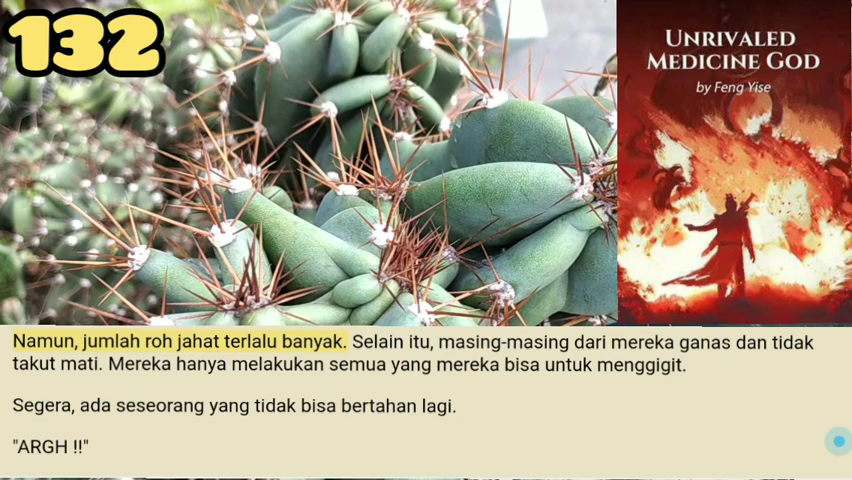 132
UNRIVALED
MEDICINE GOD
by Feng Yise
Namun, jumlah roh jahat terlalu banyak. Selain itu, masing-masing dari mereka ganas dan tidak
takut mati. Mereka hanya melakukan semua yang mereka bisa untuk menggigit.
Segera, ada seseorang yang tidak bisa bertahan lagi.
"ARGH !!"